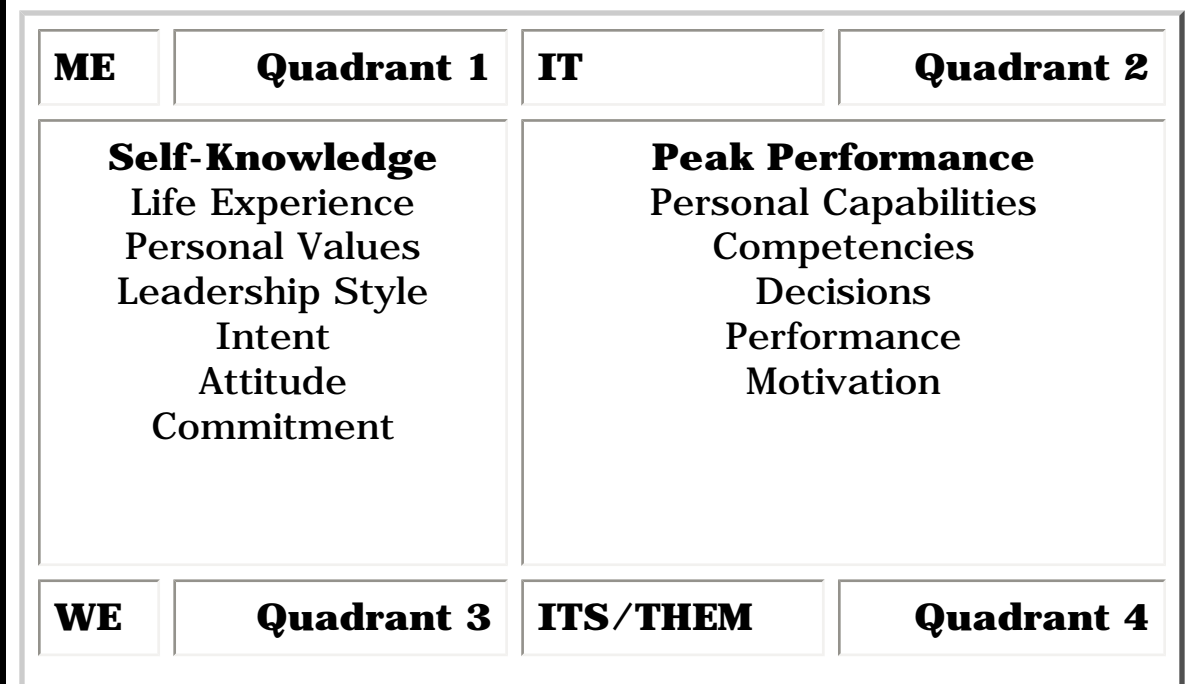 ME Quadrant 1 IT Quadrant 2
Self-Knowledge
Life Experience
Personal Values
Leadership Style
Intent
Attitude
Commitment
Peak Performance
Personal Capabilities
Competencies
Decisions
Performance
Motivation
WE Quadrant 3 ITS/THEM Quadrant 4